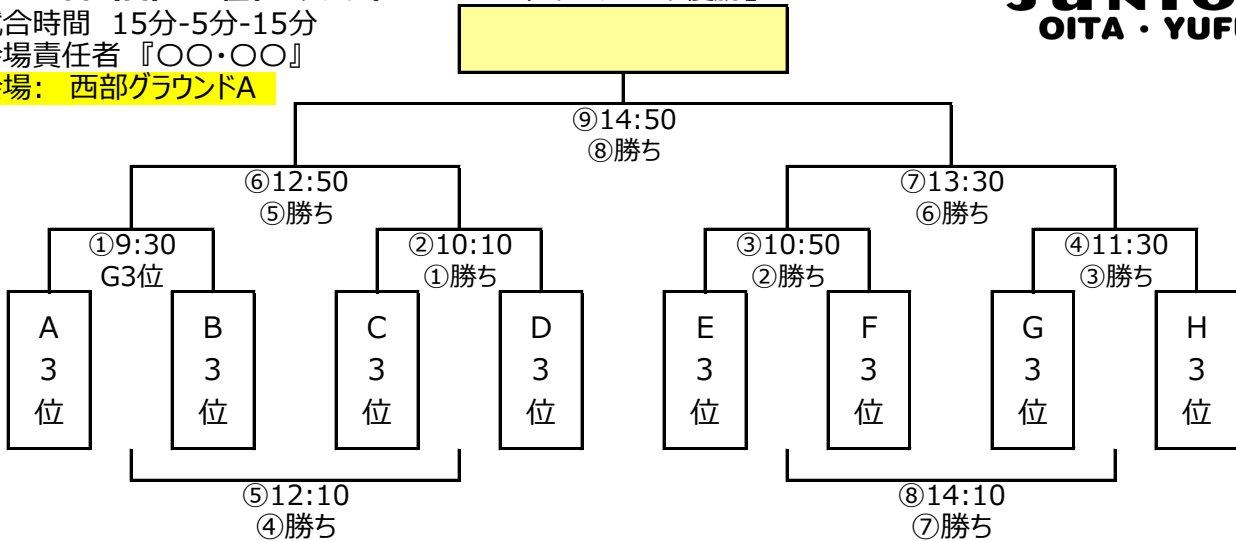 合時間 15分-5分-15分
場責任者『〇〇・〇〇』
場: 西部グラウンドA
JUNIO
OITA・YUFU
⑨14:50
⑧勝ち
⑥12:50
⑤勝ち
⑦13:30
⑥勝ち
①9:30
G3位
②10:10
①勝ち
③10:50
②勝ち
④11:30
③勝ち
A
3
位
B
3
位
C
3
位
D
3
位
E
3
位
F
3
位
G
3
位
H
3
位
⑤12:10
④勝ち
⑧14:10
⑦勝ち